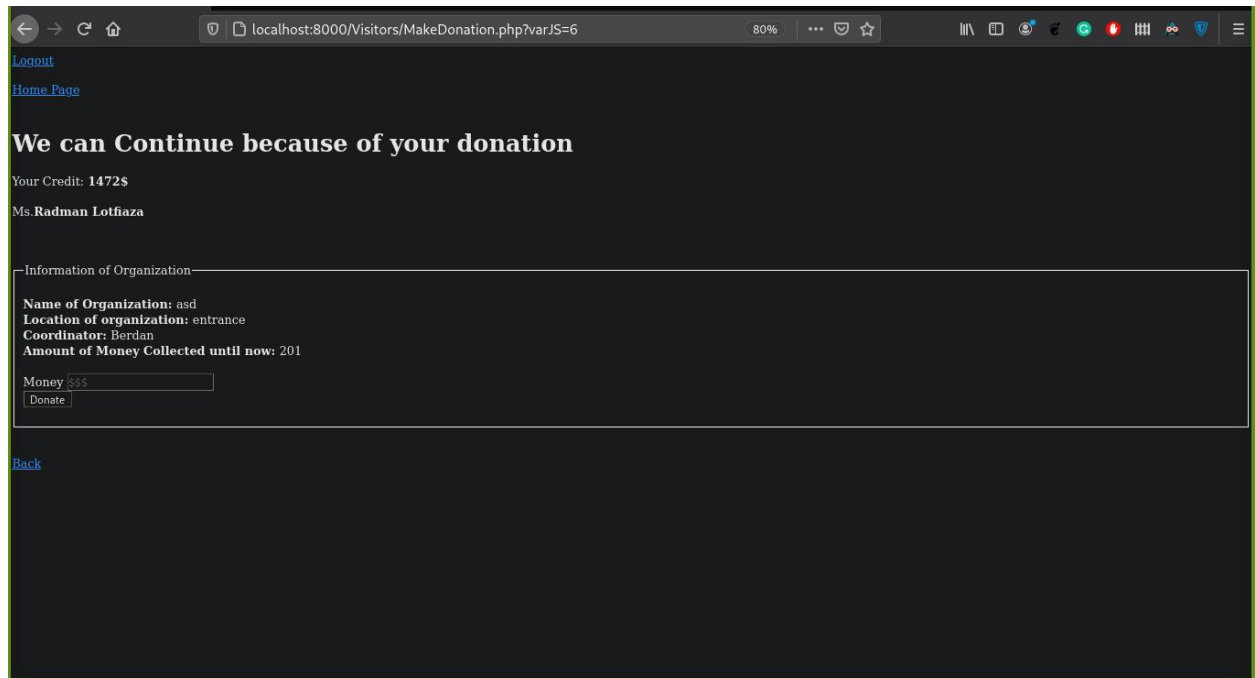 localhost:8000/Visitors/MakeDonation.php?varJS=6
80%
Logout
Home Page
We can Continue because of your donation
Your Credit: 1472$
Ms.Radman Lotfiaza
Information of Organization
Name of Organization: asd
Location of organization: entrance
Coordinator: Berdan
Amount of Money Collected until now: 201
Money $$$
Donate
Back